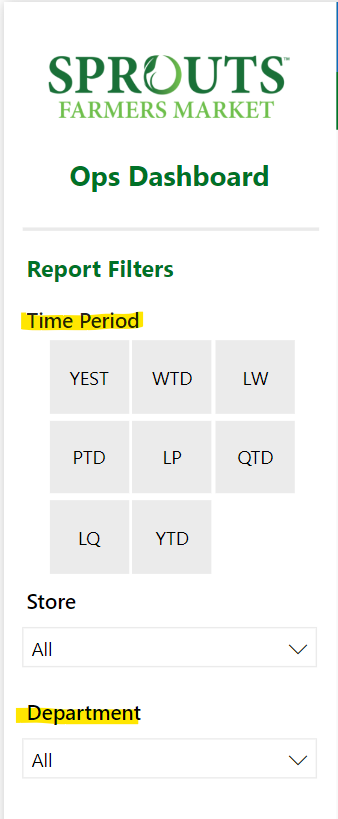 SPROUTS™
FARMERS MARKET
Ops Dashboard
Report Filters
Time Period
YEST WTD LW
PTD LP QTD
LQ YTD
Store
All
Department
All